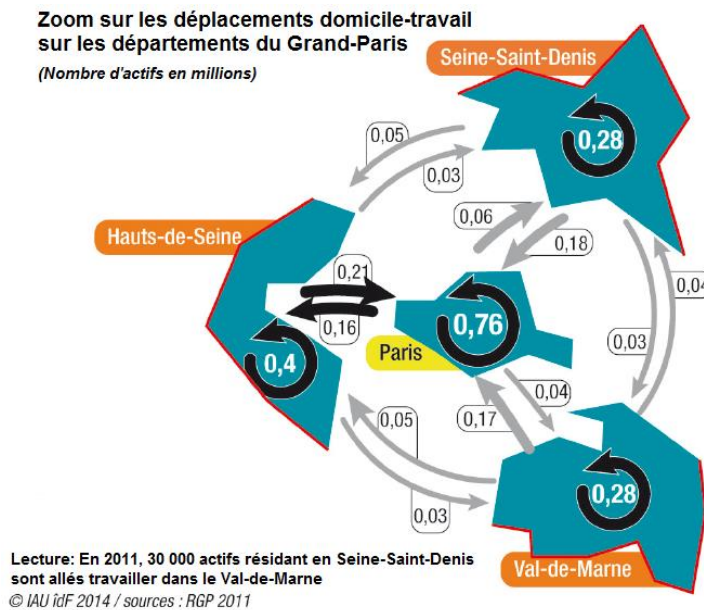 Zoom sur les déplacements domicile-travail
sur les départements du Grand-Paris
(Nombre d'actifs en millions)
Seine-Saint-Denis
0,28
0,05
0,03
0,06
0,18
Hauts-de-Seine
0,21
0,16
0,4
0,76
Paris
0,04
0,03
0,04
0,17
0,05
0,03
0,28
Val-de-Marne
Lecture: En 2011, 30 000 actifs résidant en Seine-Saint-Denis
sont allés travailler dans le Val-de-Marne
© IAU îdF 2014 / sources : RGP 2011